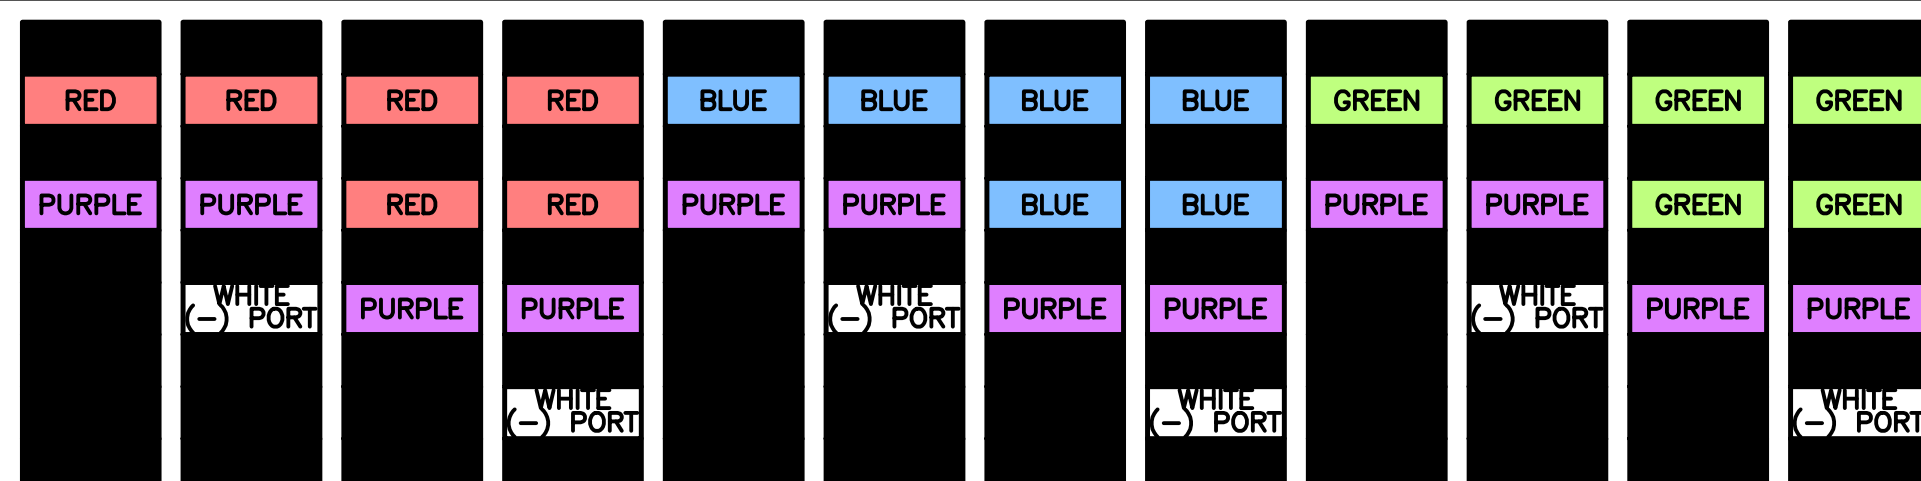 RED RED RED RED BLUE BLUE BLUE BLUE GREEN GREEN GREEN GREEN
PURPLE PURPLE RED RED PURPLE PURPLE BLUE BLUE PURPLE PURPLE GREEN GREEN
WHITE WHITE WHITE
(-) PORT PURPLE PURPLE (-) PORT PURPLE PURPLE (-) PORT PURPLE PURPLE
WHITE WHITE WHITE
(-) PORT (-) PORT (-) PORT